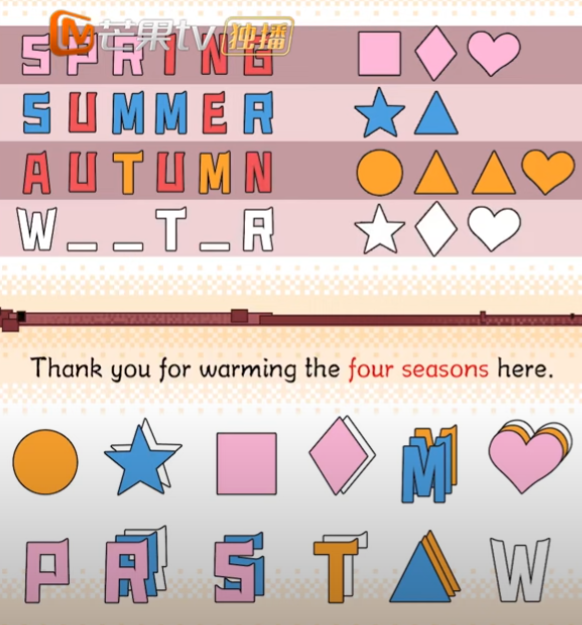 芒果tv 独播
SPRING
SUMMER
AUTUMN
W__T_R
Thank you for warming the four seasons here.
M
P R S T W